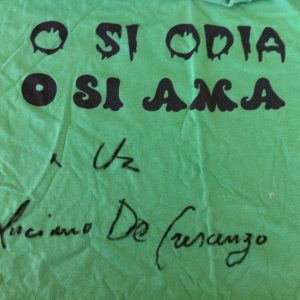 O SI ODIA
O SI AMA
Luciano De Crescenzo